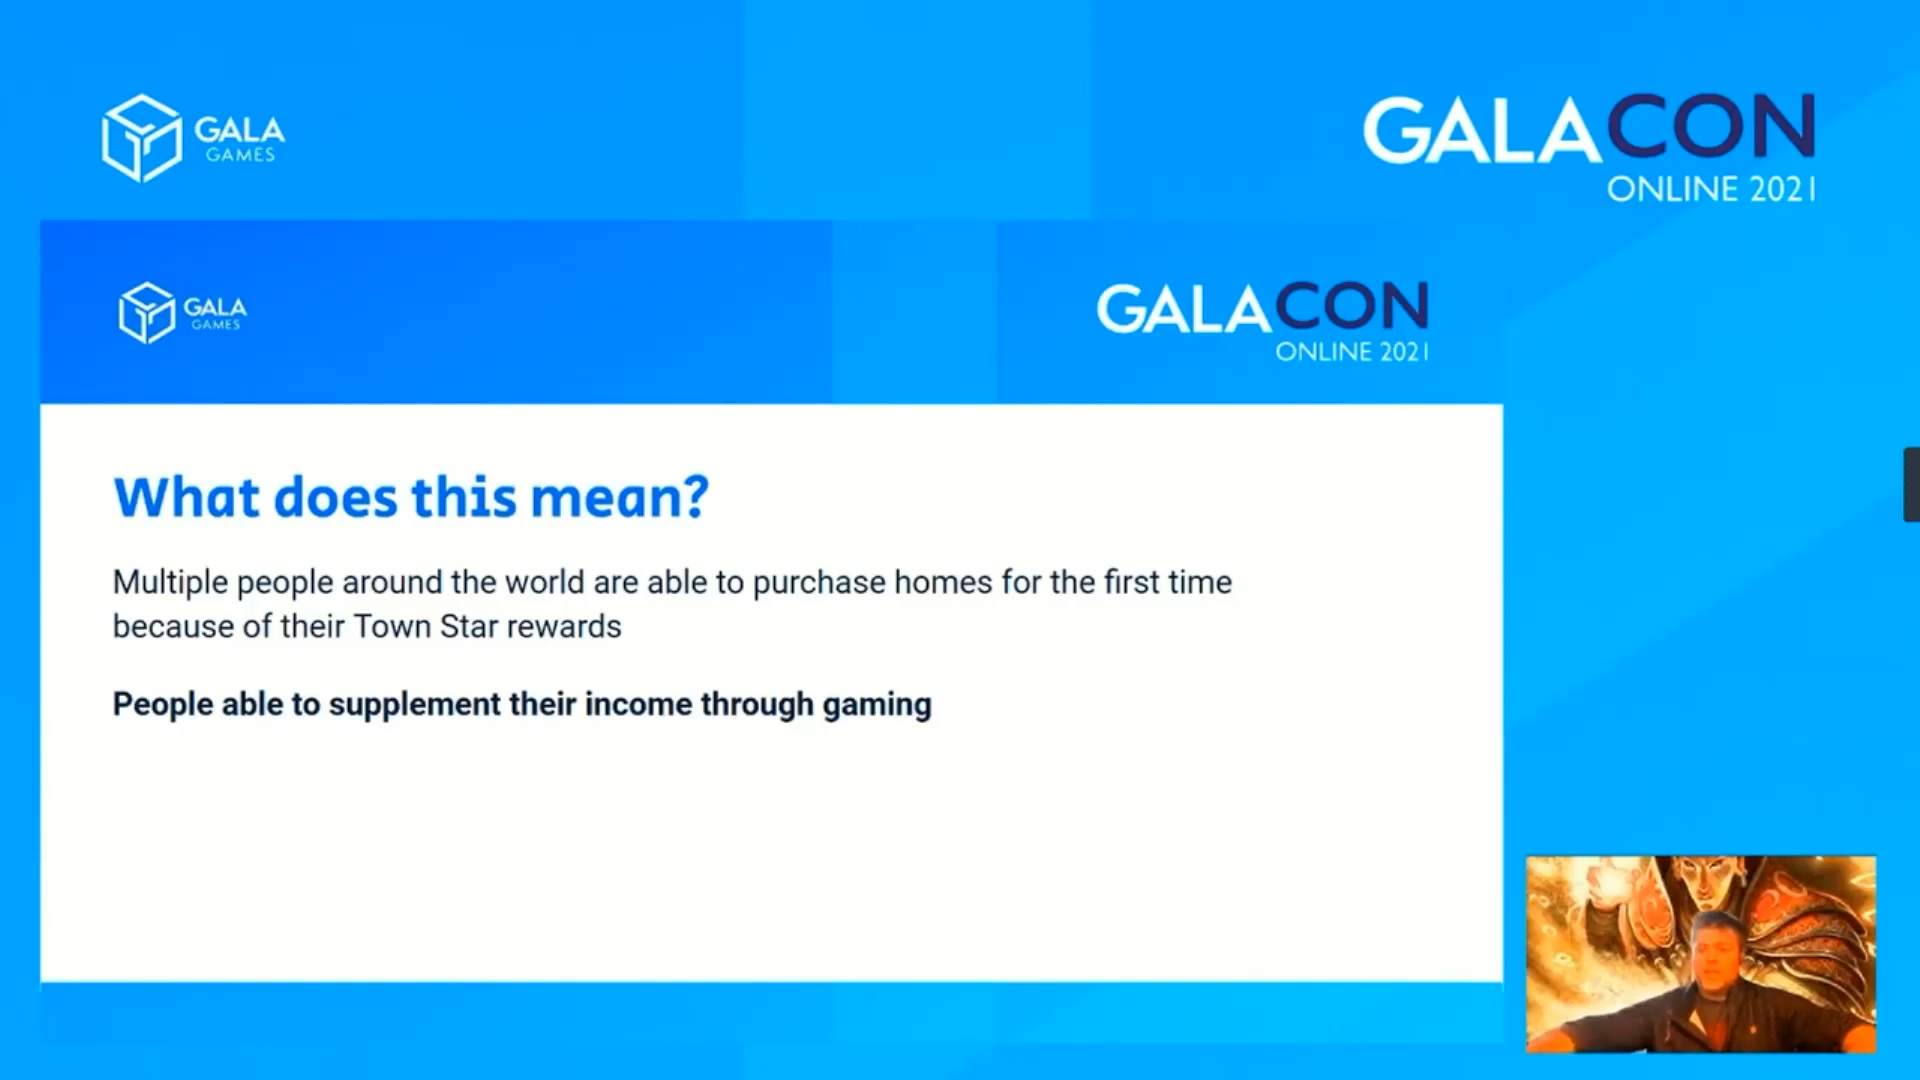 GALA
GAMES
GALACON
ONLINE 2021
GALA
GAMES
GALACON
ONLINE 2021
What does this mean?
Multiple people around the world are able to purchase homes for the first time
because of their Town Star rewards
People able to supplement their income through gaming